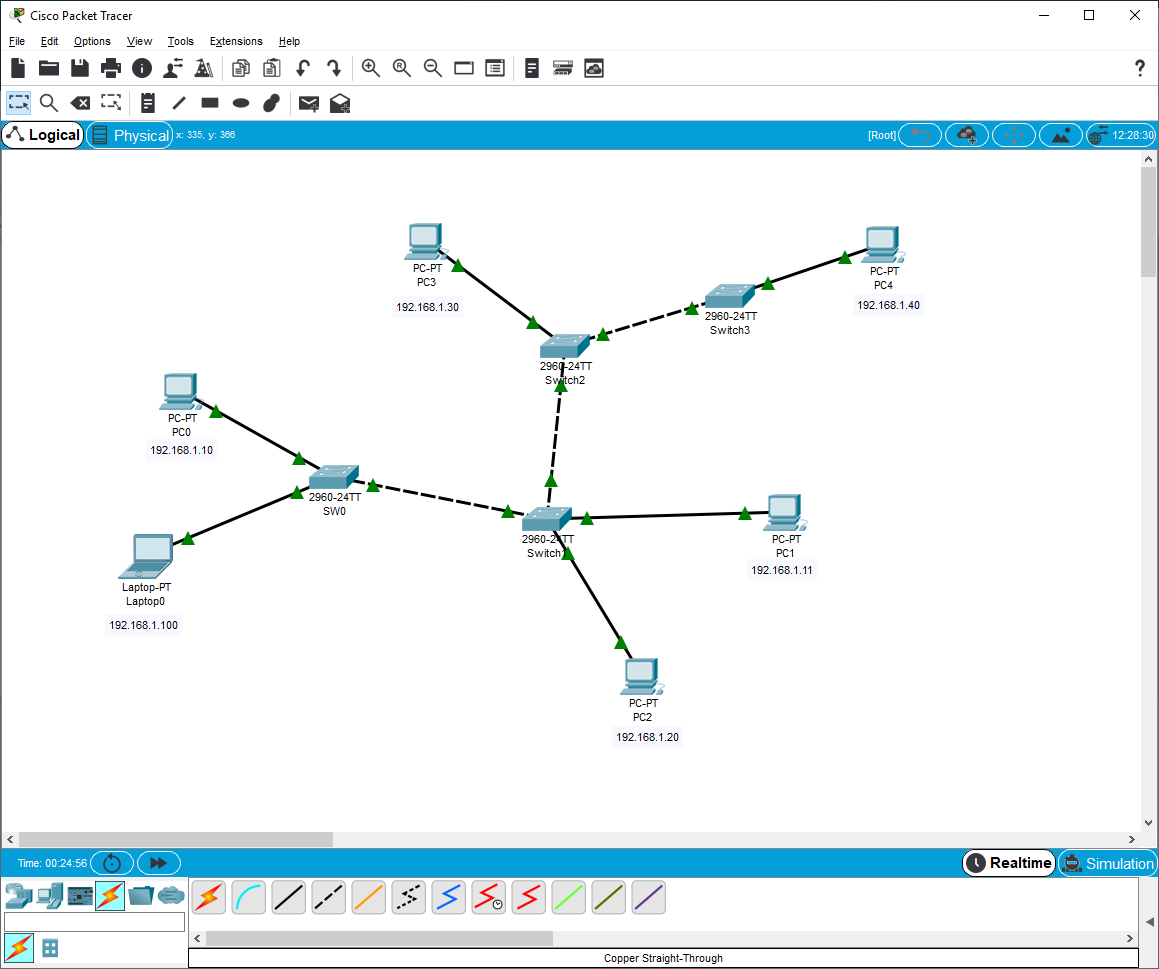 Cisco Packet Tracer
File Edit Options View Tools Extensions Help
R
?
Logical Physical x: 335, y: 366 [Root] 12:28:30
PC-PT
PC3
192.168.1.30
PC-PT
PC4
192.168.1.40
2960-24TT
Switch3
2960-24TT
Switch2
PC-PT
PC0
192.168.1.10
2960-24TT
SW0
2960-24TT
Switch1
PC-PT
PC1
192.168.1.11
Laptop-PT
Laptop0
192.168.1.100
PC-PT
PC2
192.168.1.20
Time: 00:24:56 Realtime Simulation
Copper Straight-Through